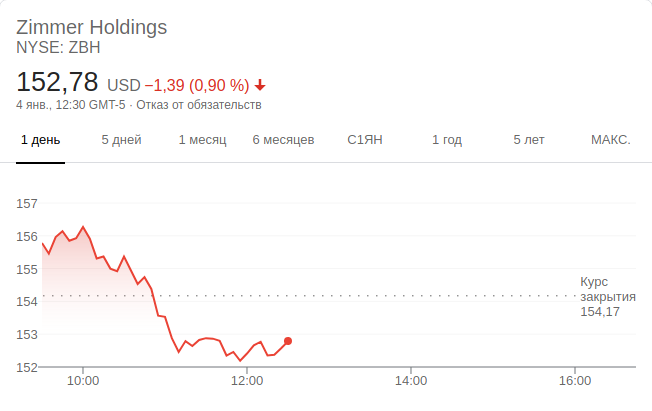 Zimmer Holdings
NYSE: ZBH
152,78 USD −1,39 (0,90 %)
4 янв., 12:30 GMT-5 · Отказ от обязательств
1 день 5 дней 1 месяц 6 месяцев С1ЯН 1 год 5 лет МАКС.
157
156
155
154
153
152
Курс
закрытия
154,17
10:00 12:00 14:00 16:00